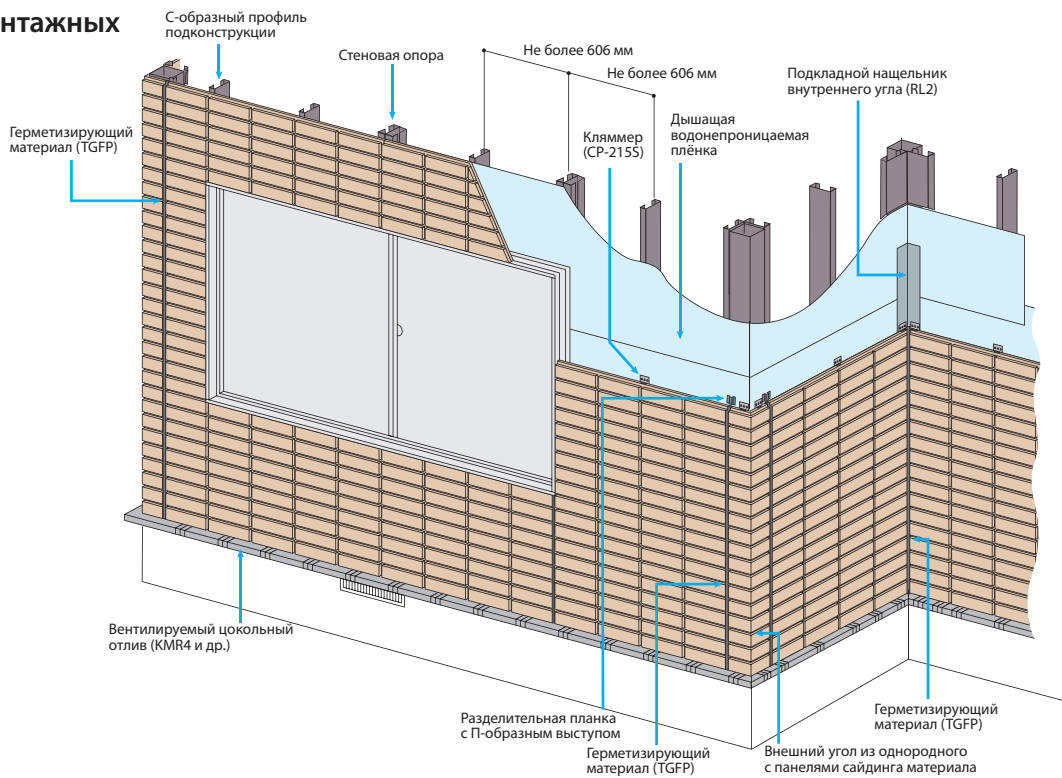 нтажных
С-образный профиль
подконструкции
Стеновая опора
Не более 606 мм
Не более 606 мм
Подкладной нащельник
внутреннего угла (RL2)
Герметизирующий
материал (TGFP)
Кляммер
(CP-215S)
Дышащая
водонепроницаемая
плёнка
Вентилируемый цокольный
отлив (KMR4 и др.)
Разделительная планка
с П-образным выступом
Герметизирующий
материал (TGFP)
Внешний угол из однородного
с панелями сайдинга материала
Герметизирующий
материал (TGFP)